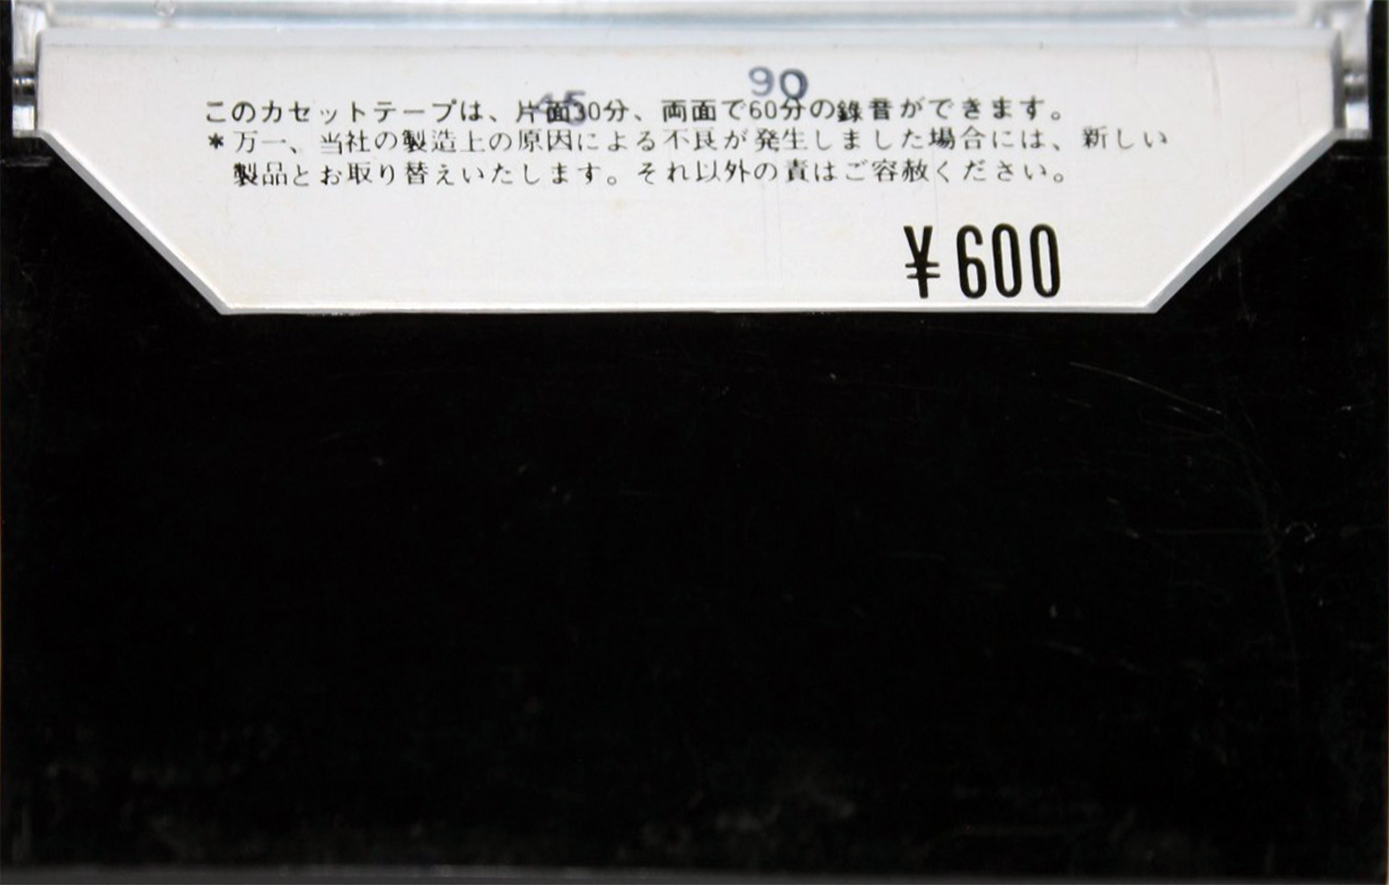 90
45
このカセットテープは、片面30分、両面で60分の録音ができます。
*万一、当社の製造上の原因による不良が発生しました場合には、新しい
製品とお取り替えいたします。それ以外の責はご容赦ください。
¥600